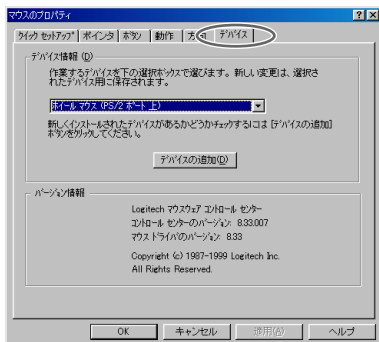 マウスのプロパティ
クイック セットアップ ポインタ ボタン 動作 方向 デバイス
デバイス情報 (D)
作業するデバイスを下の選択ボックスで選びます。新しい変更は、選択さ
れたデバイス用に保存されます。
ホイール マウス (PS/2 ポート 上)
新しくインストールされたデバイスがあるかどうかチェックするには [デバイスの追加]
ボタンをクリックしてください。
デバイスの追加(D)
バージョン情報
Logitech マウスウェア コントロール センター
コントロール センターのバージョン: 8.33.007
マウス ドライバのバージョン: 8.33
Copyright (c) 1987-1999 Logitech Inc.
All Rights Reserved.
OK キャンセル 適用(A) ヘルプ